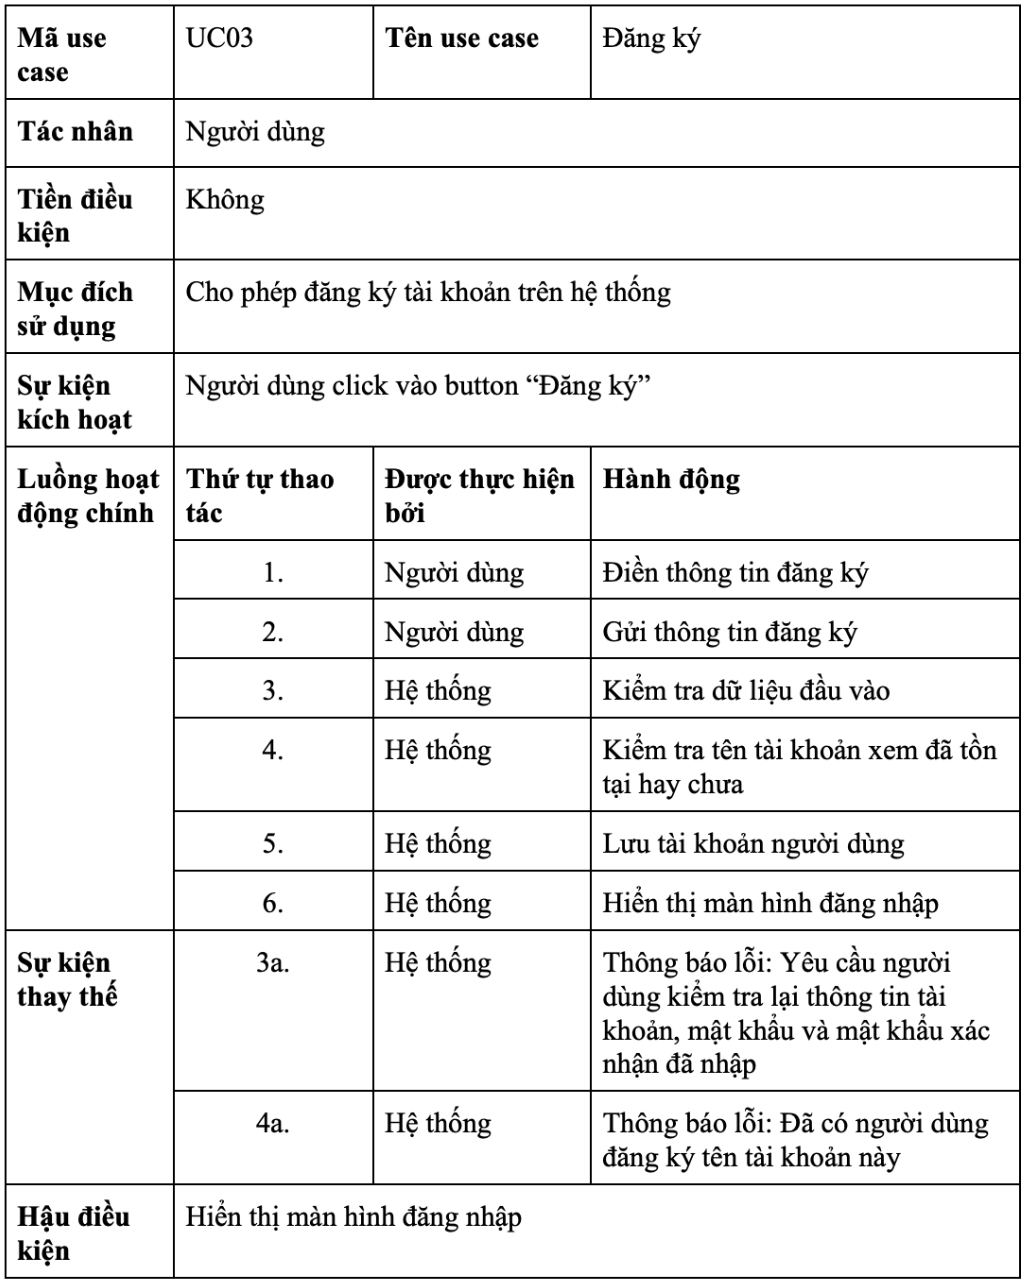 Mã use case
UC03
Tên use case
Đăng ký
Tác nhân
Người dùng
Tiền điều kiện
Không
Mục đích sử dụng
Cho phép đăng ký tài khoản trên hệ thống
Sự kiện kích hoạt
Người dùng click vào button “Đăng ký”
Luồng hoạt động chính
Thứ tự thao tác
Được thực hiện bởi
Hành động
1.
Người dùng
Điền thông tin đăng ký
2.
Người dùng
Gửi thông tin đăng ký
3.
Hệ thống
Kiểm tra dữ liệu đầu vào
4.
Hệ thống
Kiểm tra tên tài khoản xem đã tồn
tại hay chưa
5.
Hệ thống
Lưu tài khoản người dùng
6.
Hệ thống
Hiển thị màn hình đăng nhập
Sự kiện thay thế
3a.
Hệ thống
Thông báo lỗi: Yêu cầu người
dùng kiểm tra lại thông tin tài
khoản, mật khẩu và mật khẩu xác
nhận đã nhập
4a.
Hệ thống
Thông báo lỗi: Đã có người dùng
đăng ký tên tài khoản này
Hậu điều kiện
Hiển thị màn hình đăng nhập